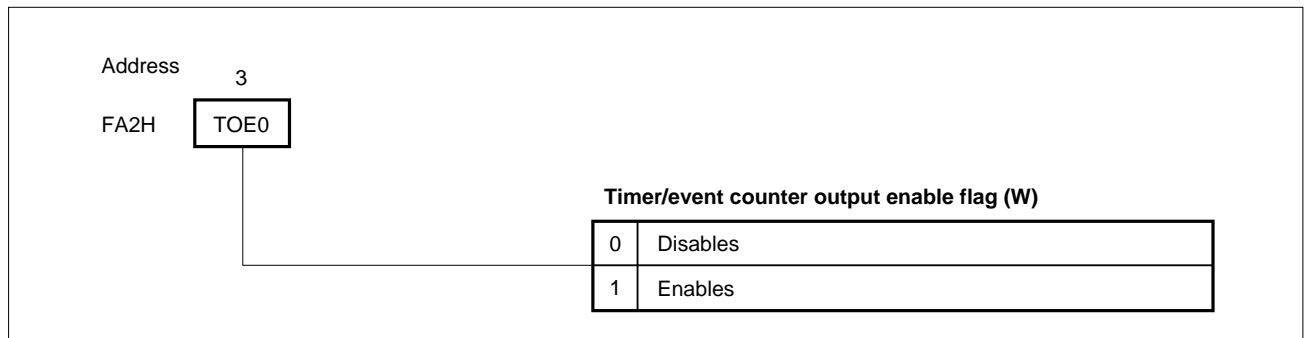 Address
3
FA2H TOE0
Timer/event counter output enable flag (W)
0 Disables
1 Enables